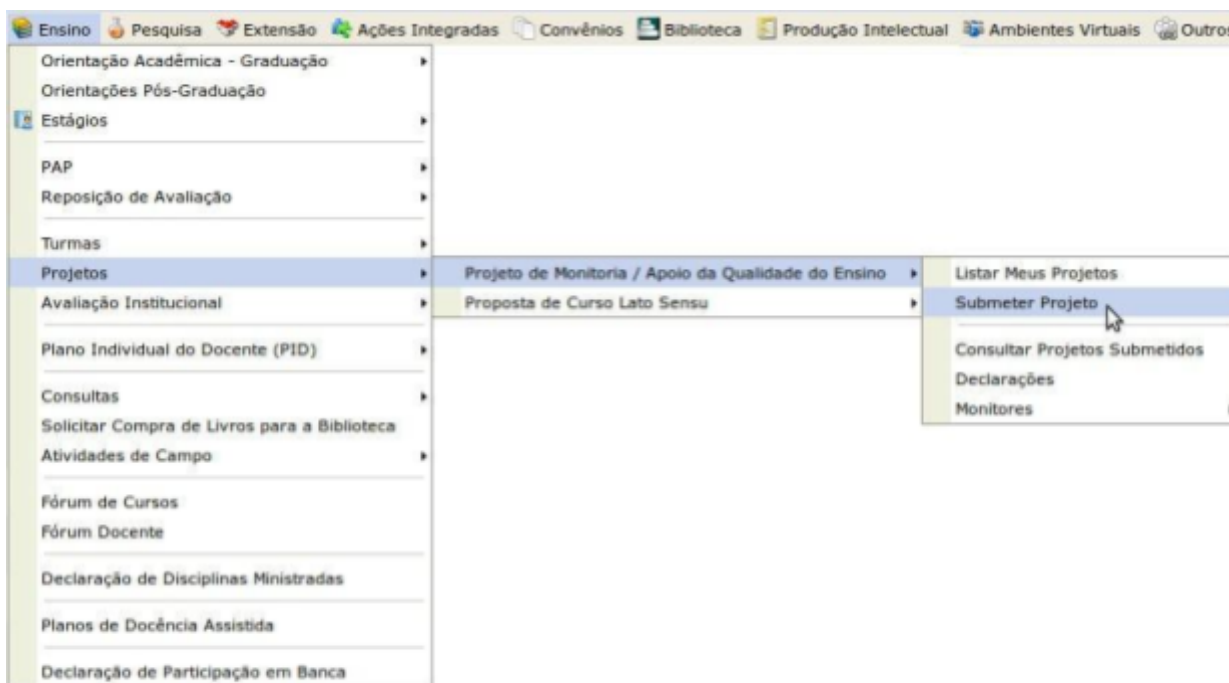 Ensino Pesquisa Extensão Ações Integradas Convênios Biblioteca Produção Intelectual Ambientes Virtuais Outros
Orientação Acadêmica - Graduação
Orientações Pós-Graduação
Estágios
PAP
Reposição de Avaliação
Turmas
Projetos
Avaliação Institucional
Plano Individual do Docente (PID)
Consultas
Solicitar Compra de Livros para a Biblioteca
Atividades de Campo
Fórum de Cursos
Fórum Docente
Declaração de Disciplinas Ministradas
Planos de Docência Assistida
Declaração de Participação em Banca
Projeto de Monitoria / Apoio da Qualidade do Ensino
Proposta de Curso Lato Sensu
Listar Meus Projetos
Submeter Projeto
Consultar Projetos Submetidos
Declarações
Monitores